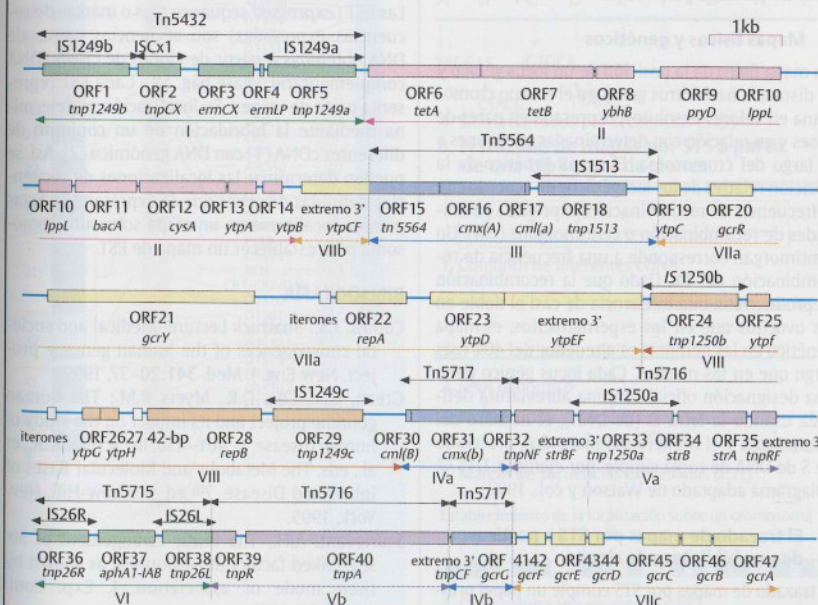 Tn5432
IS1249b ISCx1 IS1249a 1kb
ORF1 ORF2 ORF3 ORF4 ORF5 ORF6 ORF7 ORF8 ORF9 ORF10
tnp1249b tnpCX ermCX ermLP tnp1249a tetA tetB ybhB pryD lppL
I II
Tn5564
IS1513
ORF10 ORF11 ORF12 ORF13 ORF14 extremo 3' ORF15 ORF16 ORF17 ORF18 ORF19 ORF20
lppL bacA cysA ytpA ytpB ytpCF tn 5564 cmx(A) cml(a) tnp1513 ytpC gcrR
II VIIb III VIIa
IS1250b
ORF21 iterones ORF22 ORF23 extremo 3' ORF24 ORF25
gcrY repA ytpD ytpEF tnp1250b ytpf
VIIa VIII
Tn5717 Tn5716
IS1249c IS1250a
iterones ORF2627 42-bp ORF28 ORF29 ORF30 ORF31 ORF32 extremo 3' ORF33 ORF34 ORF35 extremo 3'
ytpG ytpH repB tnp1249c cml(B) cmx(b) tnpNF strBF tnp1250a strB strA tnpRF
VIII IVa Va
Tn5715 Tn5716 Tn5717
IS26R IS26L
ORF36 ORF37 ORF38 ORF39 ORF40 extremo 3' ORF 4142 ORF4344 ORF45 ORF46 ORF47
tnp26R aphA1-IAB tnp26L tnpR tnpA tnpCF gcrG gcrF gcrE gcrD gcrC gcrB gcrA
VI Vb IVb VIIc